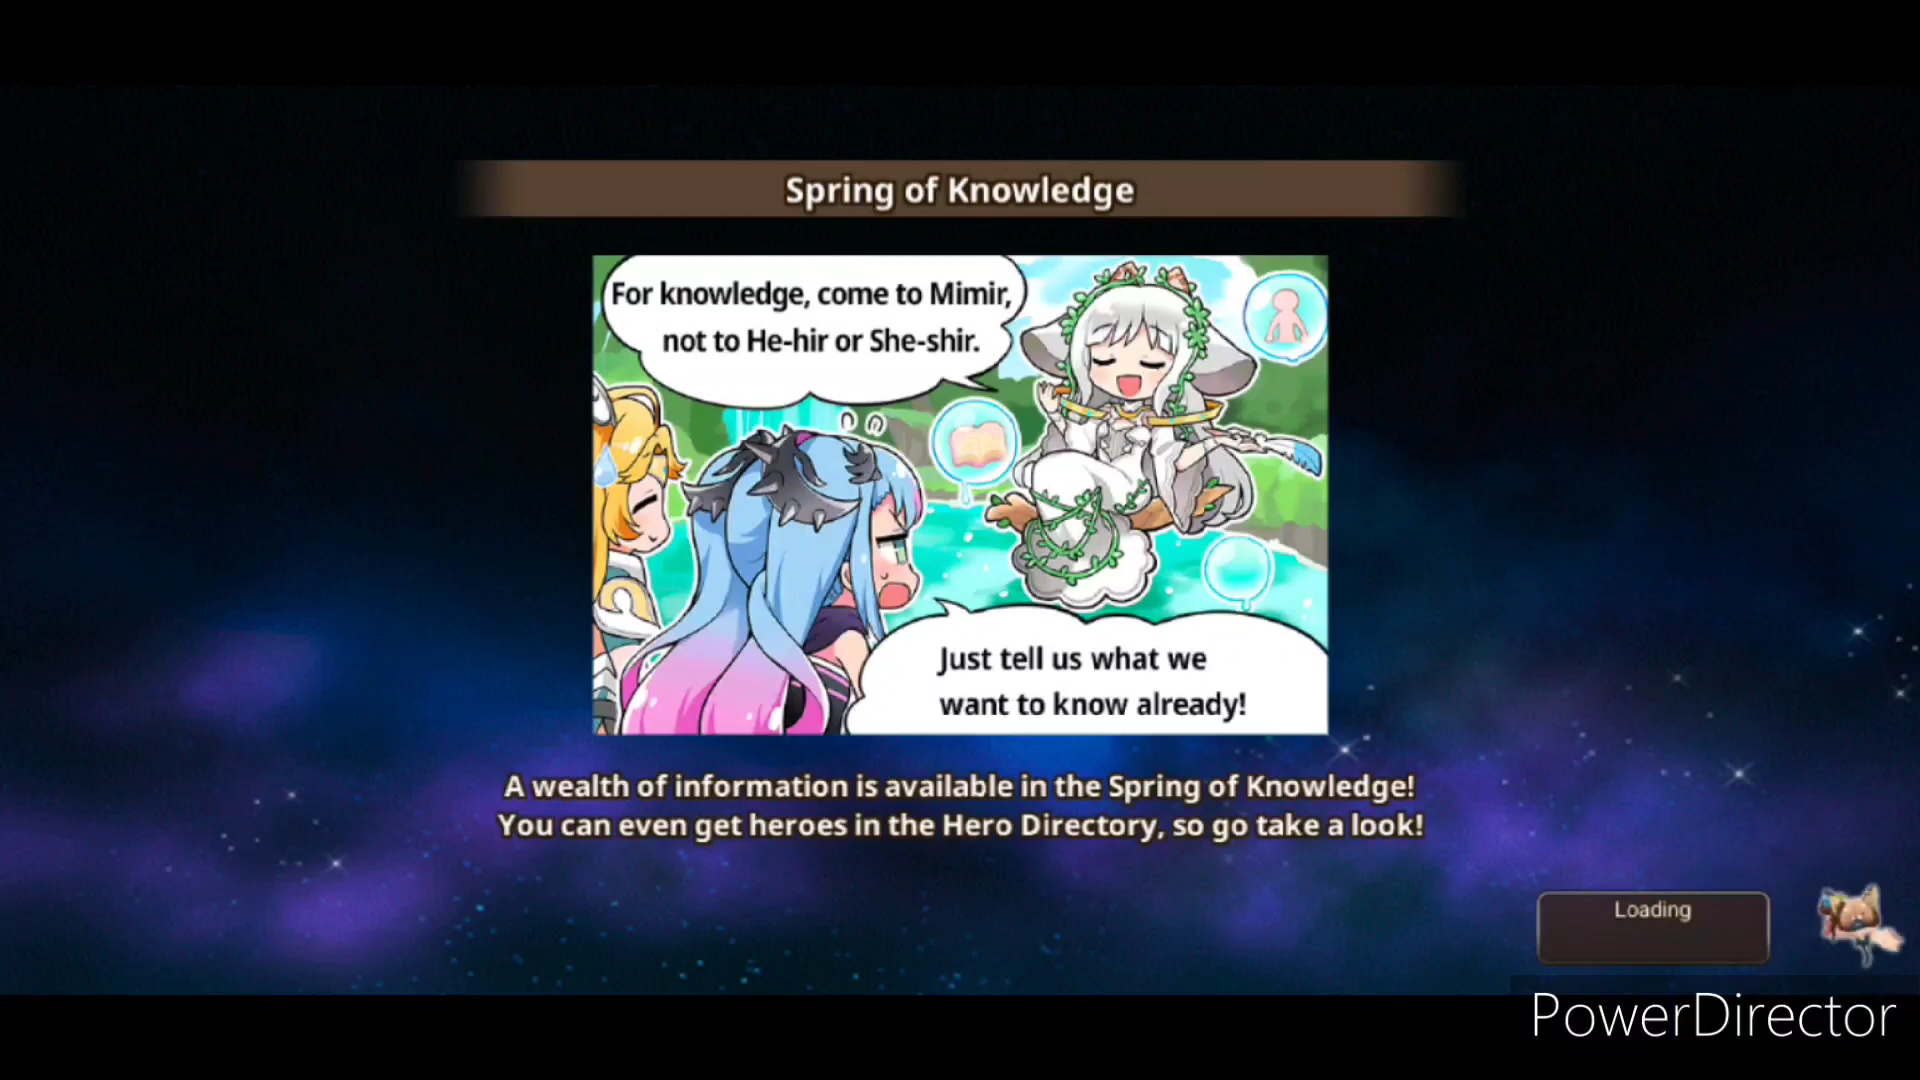 Spring of Knowledge
For knowledge, come to Mimir,
not to He-hir or She-shir.
Just tell us what we
want to know already!
A wealth of information is available in the Spring of Knowledge!
You can even get heroes in the Hero Directory, so go take a look!
Loading
PowerDirector